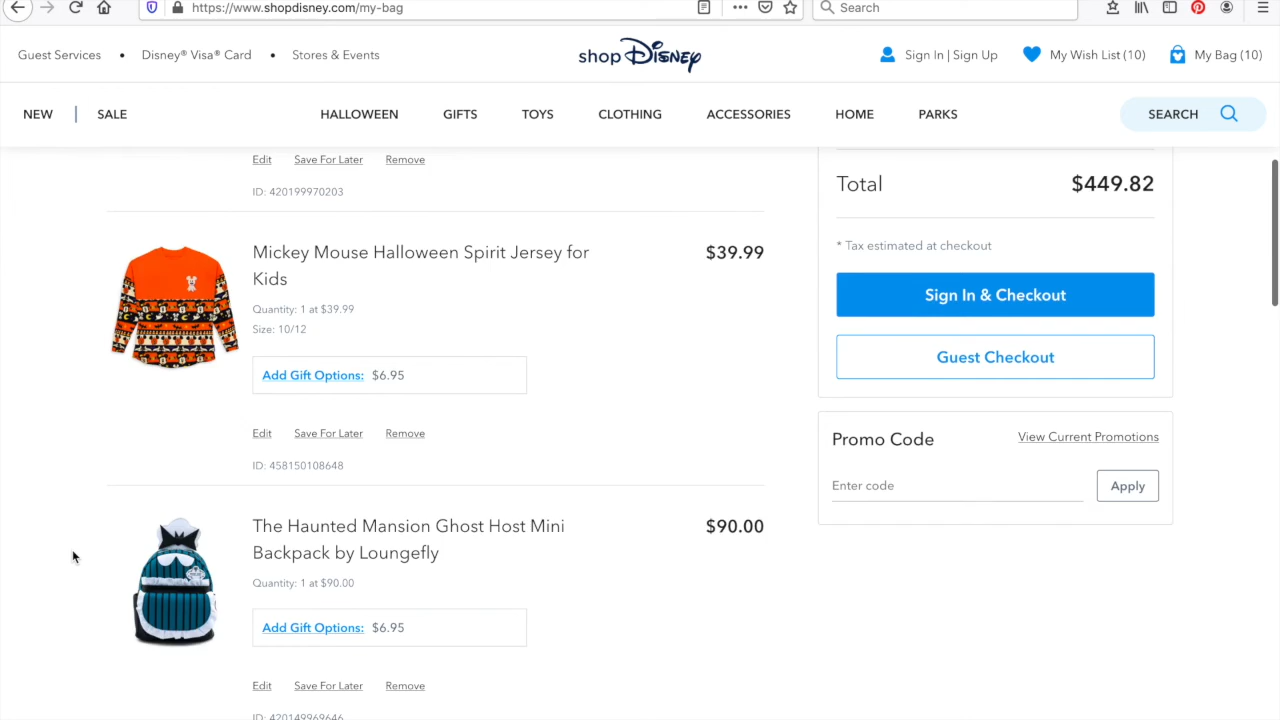 https://www.shopdisney.com/my-bag
Search
Guest Services • Disney® Visa® Card • Stores & Events
shop Disney
Sign In | Sign Up
My Wish List (10)
My Bag (10)
NEW | SALE
HALLOWEEN GIFTS TOYS CLOTHING ACCESSORIES HOME PARKS
SEARCH
Edit Save For Later Remove
ID: 420199970203
Mickey Mouse Halloween Spirit Jersey for
Kids
$39.99
Quantity: 1 at $39.99
Size: 10/12
Add Gift Options: $6.95
Edit Save For Later Remove
ID: 458150108648
The Haunted Mansion Ghost Host Mini
Backpack by Loungefly
$90.00
Quantity: 1 at $90.00
Add Gift Options: $6.95
Edit Save For Later Remove
ID: 420149969646
Total $449.82
* Tax estimated at checkout
Sign In & Checkout
Guest Checkout
Promo Code
View Current Promotions
Enter code
Apply